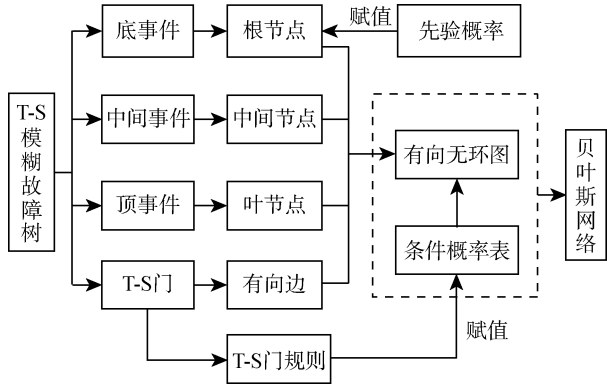 T-S
模
糊
故
障
树
底事件
根节点
赋值
先验概率
中间事件
中间节点
顶事件
叶节点
T-S门
有向边
T-S门规则
有向无环图
条件概率表
赋值
贝
叶
斯
网
络